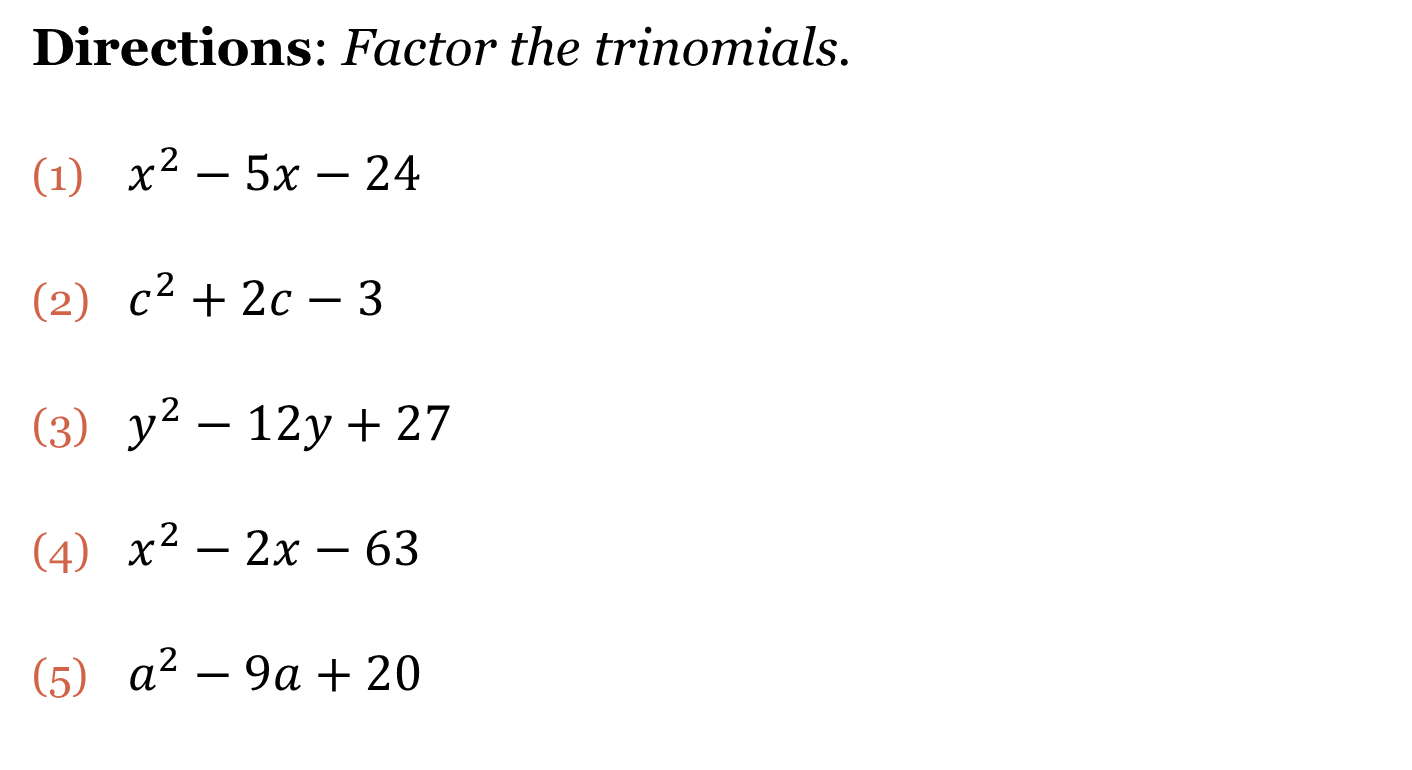 Directions: Factor the trinomials.
(1) x² − 5x − 24
(2) c² + 2c − 3
(3) y² − 12y + 27
(4) x² − 2x − 63
(5) a² − 9a + 20